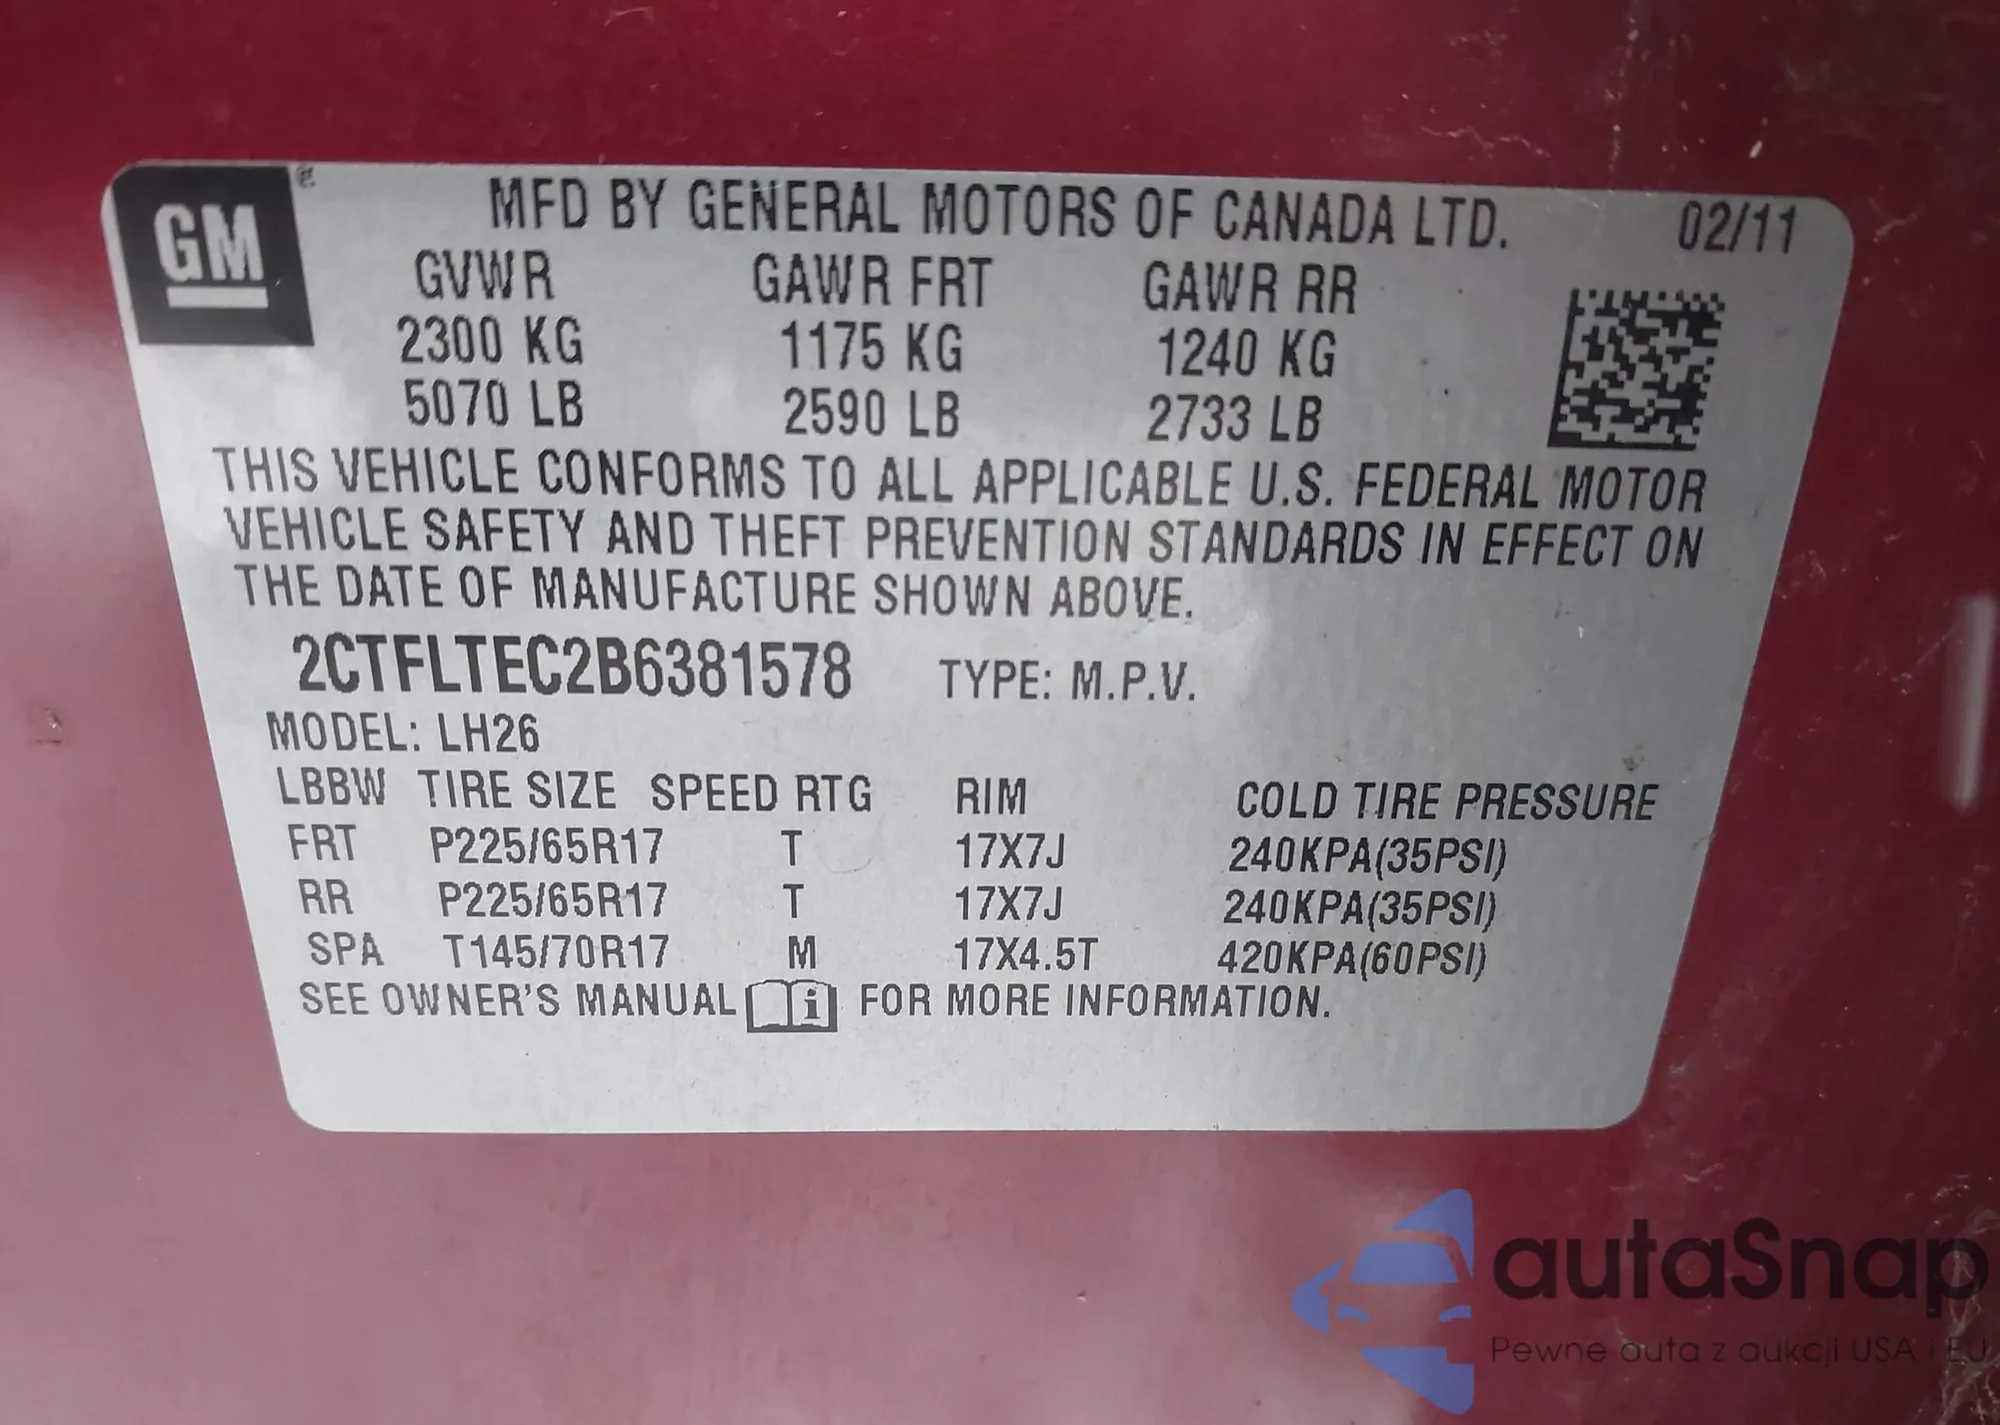 GM
MFD BY GENERAL MOTORS OF CANADA LTD. 02/11
GVWR GAWR FRT GAWR RR
2300 KG 1175 KG 1240 KG
5070 LB 2590 LB 2733 LB
THIS VEHICLE CONFORMS TO ALL APPLICABLE U.S. FEDERAL MOTOR
VEHICLE SAFETY AND THEFT PREVENTION STANDARDS IN EFFECT ON
THE DATE OF MANUFACTURE SHOWN ABOVE.
2CTFLTEC2B6381578 TYPE: M.P.V.
MODEL: LH26
LBBW TIRE SIZE SPEED RTG RIM COLD TIRE PRESSURE
FRT P225/65R17 T 17X7J 240KPA(35PSI)
RR P225/65R17 T 17X7J 240KPA(35PSI)
SPA T145/70R17 M 17X4.5T 420KPA(60PSI)
SEE OWNER'S MANUAL i FOR MORE INFORMATION.
autaSnap
Pewne auta z aukcji USA i EU